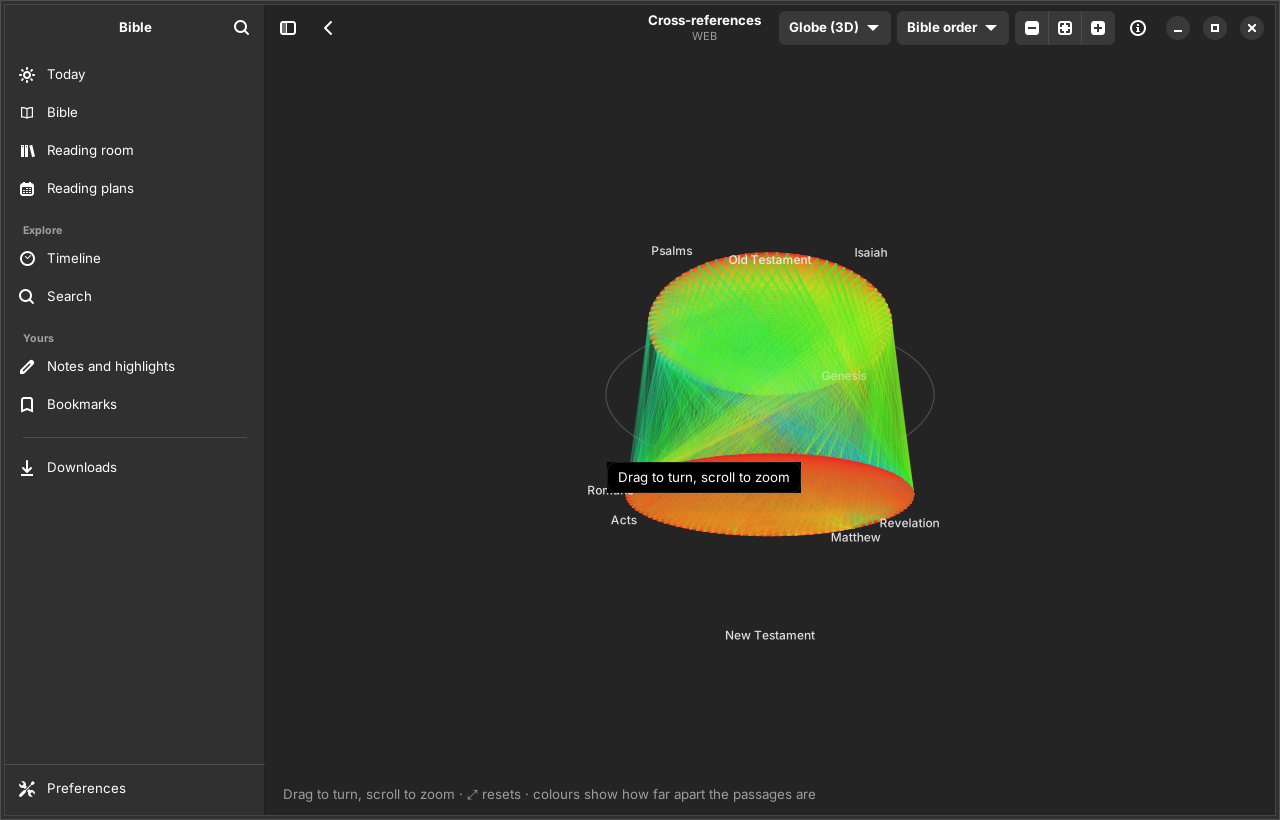 Bible
Cross-references
WEB
Globe (3D)
Bible order
Today
Bible
Reading room
Reading plans
Explore
Timeline
Search
Yours
Notes and highlights
Bookmarks
Downloads
Preferences
Psalms
Old Testament
Isaiah
Genesis
Drag to turn, scroll to zoom
Romans
Acts
Revelation
Matthew
New Testament
Drag to turn, scroll to zoom · ⤢ resets · colours show how far apart the passages are